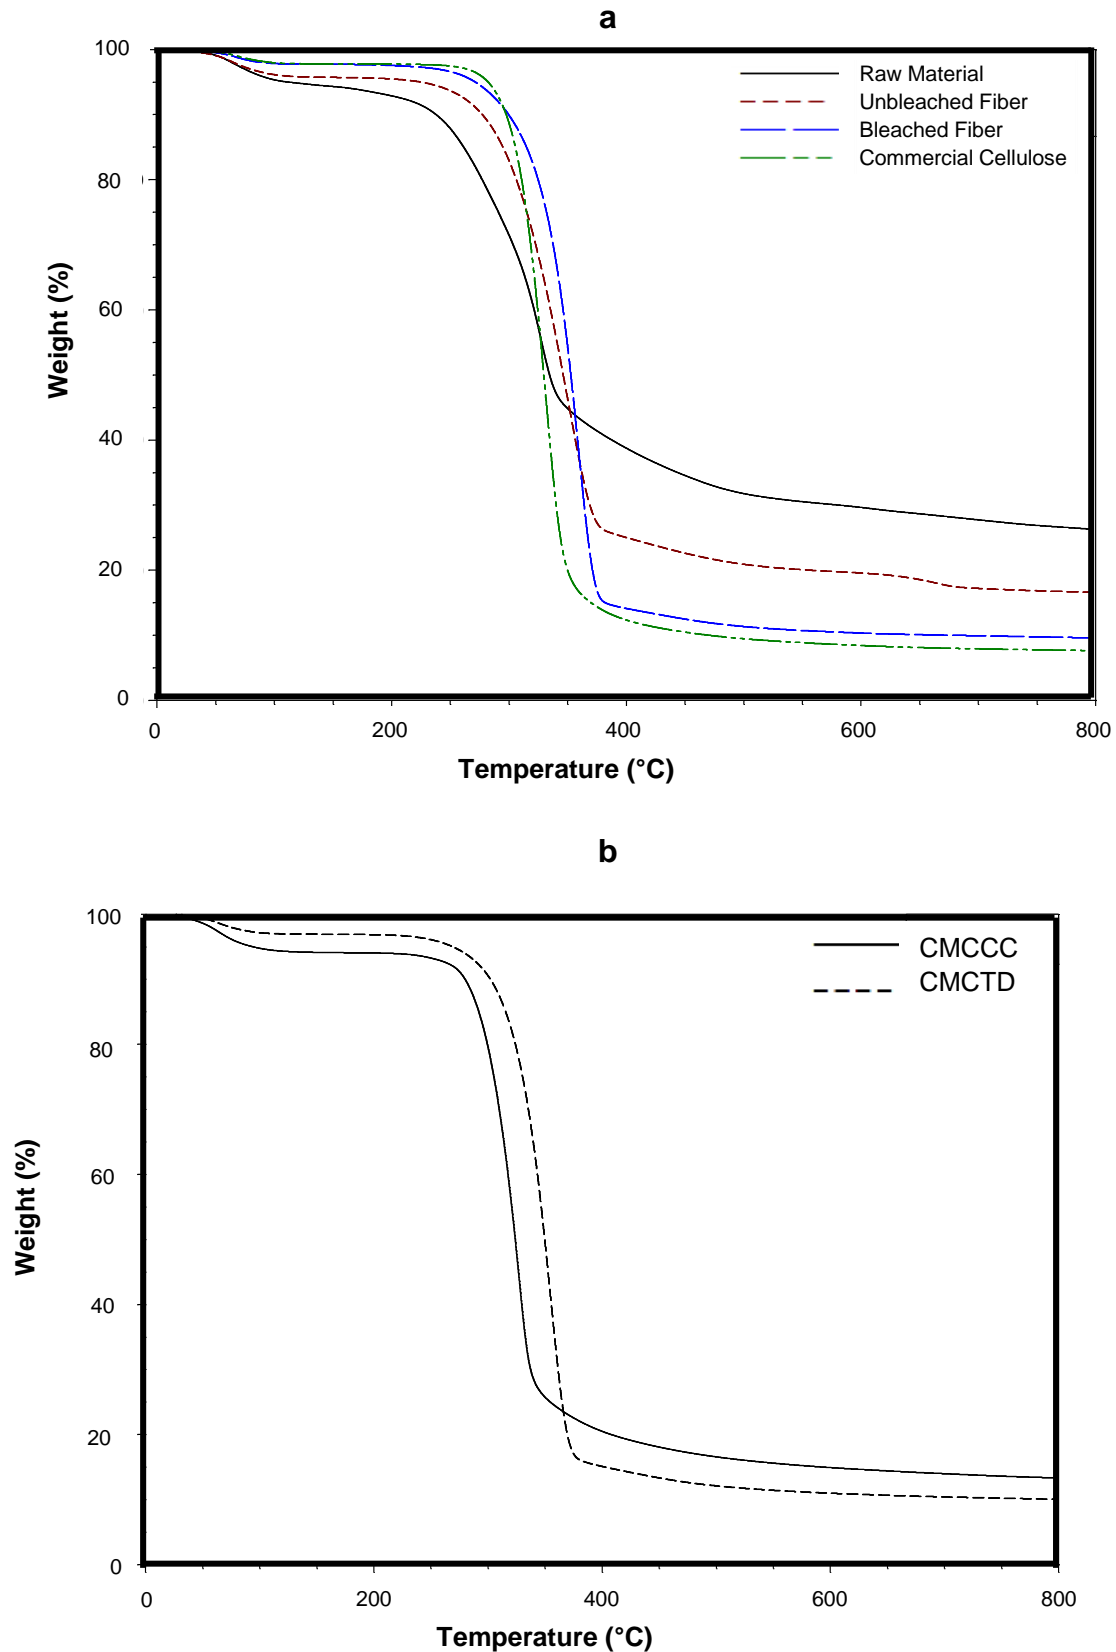 a
100
80
60
40
20
0
Weight (%)
Raw Material
Unbleached Fiber
Bleached Fiber
Commercial Cellulose
0 200 400 600 800
Temperature (°C)
b
100
80
60
40
20
0
Weight (%)
CMCCC
CMCTD
0 200 400 600 800
Temperature (°C)